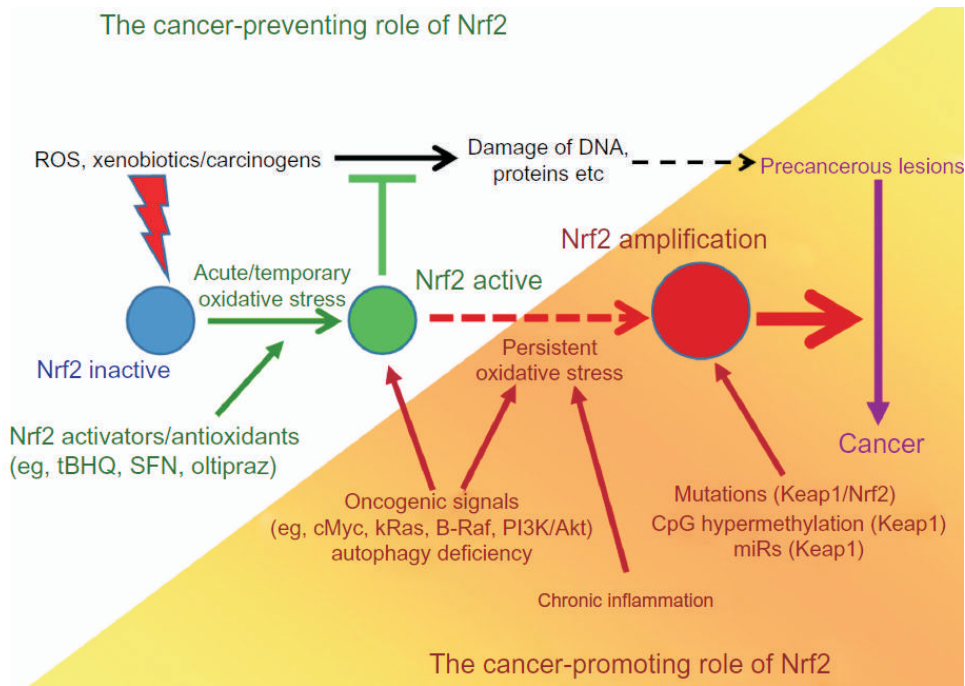 The cancer-preventing role of Nrf2
ROS, xenobiotics/carcinogens
Damage of DNA,
proteins etc
Precancerous lesions
Acute/temporary
oxidative stress
Nrf2 active
Nrf2 amplification
Nrf2 inactive
Persistent
oxidative stress
Nrf2 activators/antioxidants
(eg, tBHQ, SFN, oltipraz)
Cancer
Oncogenic signals
(eg, cMyc, kRas, B-Raf, PI3K/Akt)
autophagy deficiency
Mutations (Keap1/Nrf2)
CpG hypermethylation (Keap1)
miRs (Keap1)
Chronic inflammation
The cancer-promoting role of Nrf2